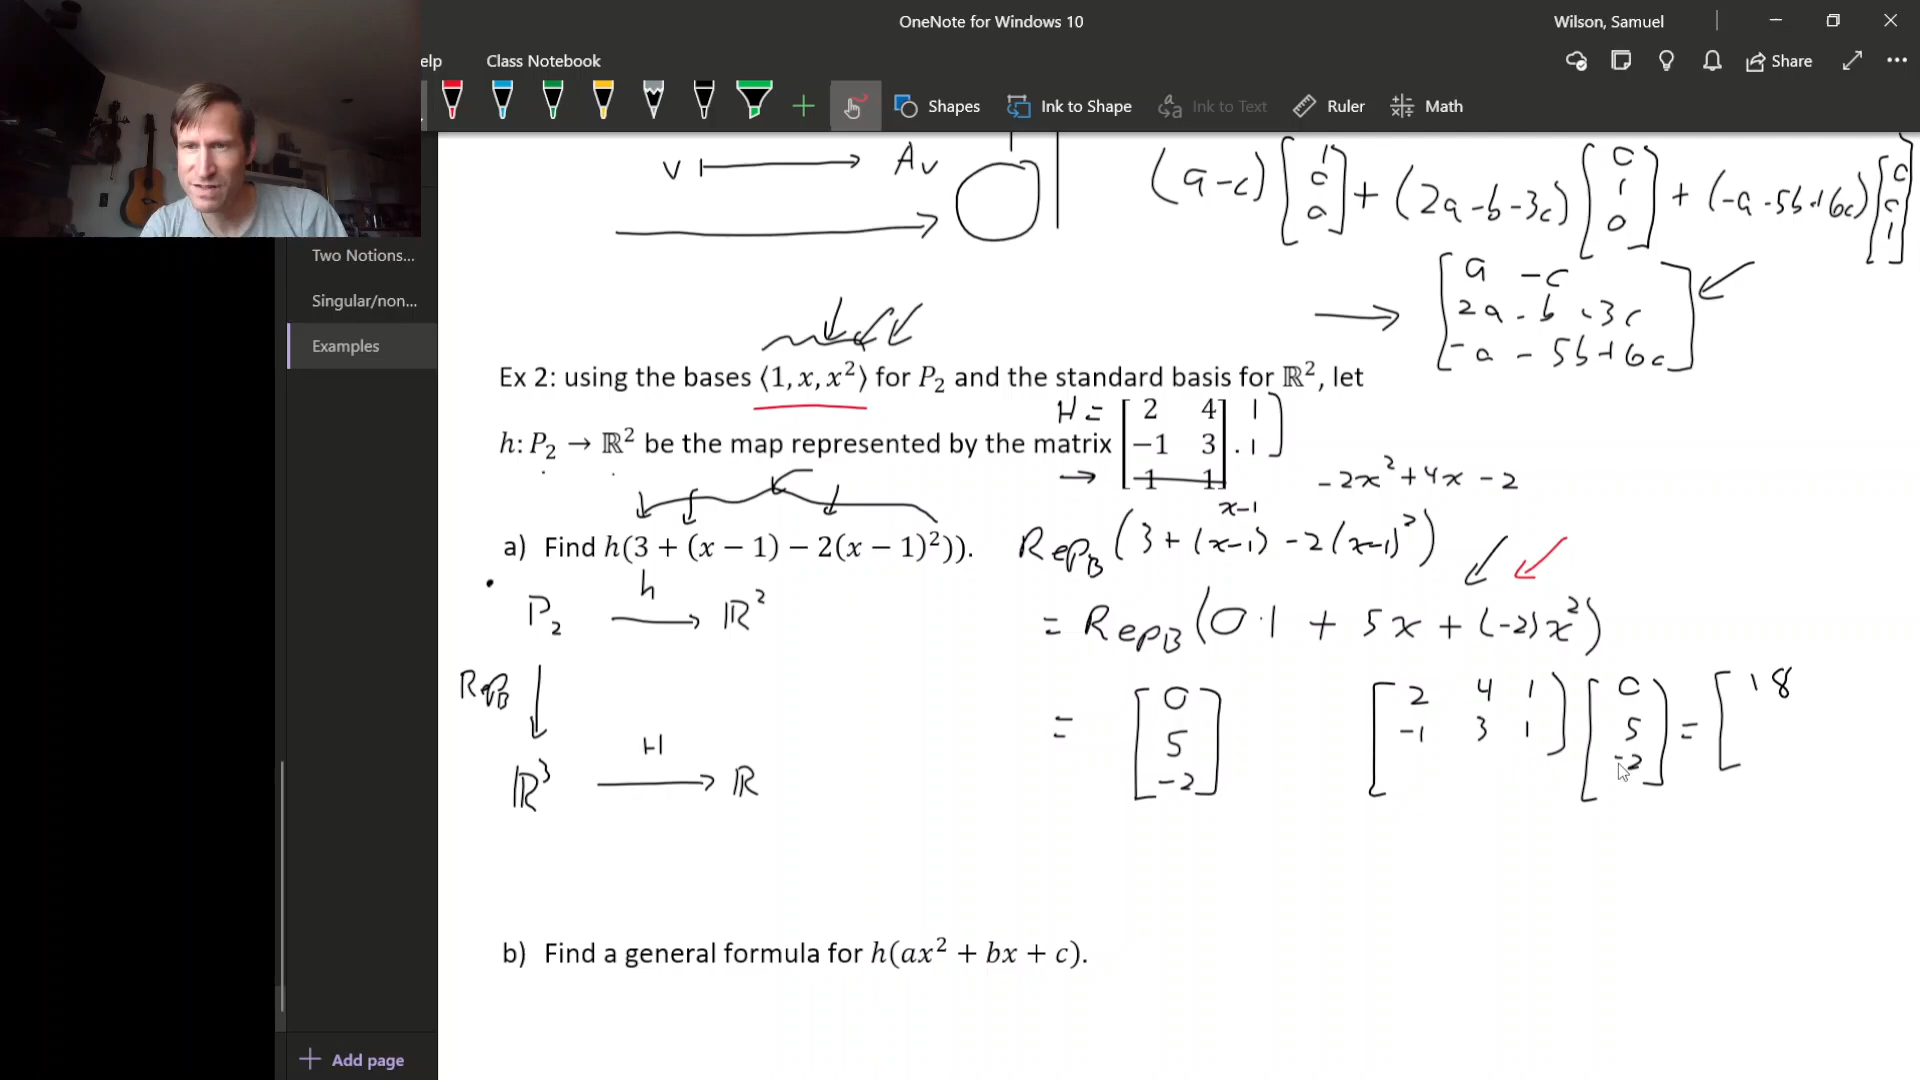 OneNote for Windows 10
Wilson, Samuel
elp
Class Notebook
Share
Shapes
Ink to Shape
Ink to Text
Ruler
Math
Two Notions...
Singular/non...
Examples
Add page
v ↦ Av
(a-c) [1 0 0] + (2a-b-3c) [0 1 0] + (-a-5b+6c) [0 0 1]
→ [a -c
2a - b - 3c
-a - 5b + 6c]
Ex 2: using the bases ⟨1, x, x²⟩ for P₂ and the standard basis for ℝ², let
H = [2 4 1
h: P₂ → ℝ² be the map represented by the matrix -1 3 1
→ 1 1]
-2x² + 4x - 2
x-1
a) Find h(3 + (x − 1) − 2(x − 1)²)).
Rep_B (3 + (x-1) - 2(x-1)²)
P₂ h → ℝ²
= Rep_B (0·1 + 5x + (-2)x²)
Rep_B ↓
= [0 5 -2]
[2 4 1
-1 3 1] [0 5 -2] = [18
ℝ³ H → ℝ
b) Find a general formula for h(ax² + bx + c).